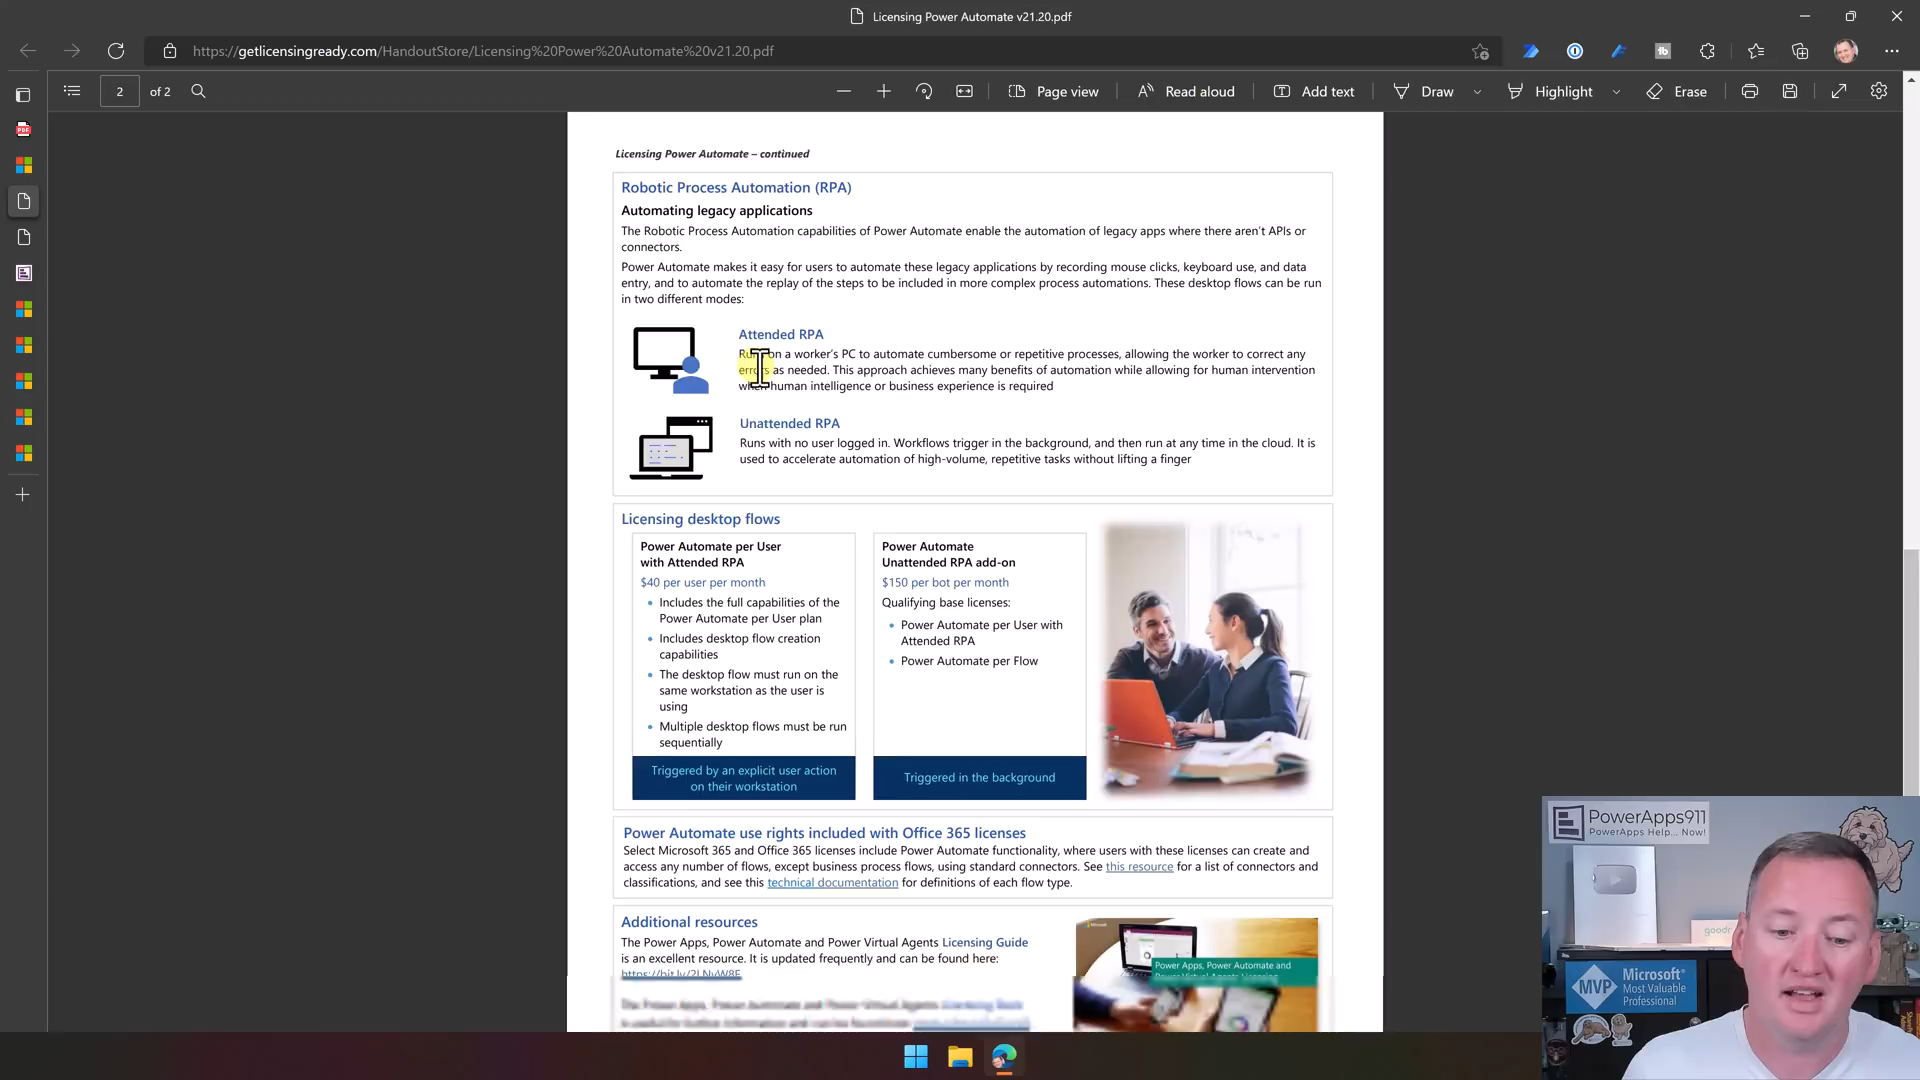 Licensing Power Automate v21.20.pdf
https://getlicensingready.com/HandoutStore/Licensing%20Power%20Automate%20v21.20.pdf
2 of 2
Page view
Read aloud
Add text
Draw
Highlight
Erase
Licensing Power Automate – continued
Robotic Process Automation (RPA)
Automating legacy applications
The Robotic Process Automation capabilities of Power Automate enable the automation of legacy apps where there aren't APIs or
connectors.
Power Automate makes it easy for users to automate these legacy applications by recording mouse clicks, keyboard use, and data
entry, and to automate the replay of the steps to be included in more complex process automations. These desktop flows can be run
in two different modes:
Attended RPA
Runs on a worker's PC to automate cumbersome or repetitive processes, allowing the worker to correct any
errors as needed. This approach achieves many benefits of automation while allowing for human intervention
when human intelligence or business experience is required
Unattended RPA
Runs with no user logged in. Workflows trigger in the background, and then run at any time in the cloud. It is
used to accelerate automation of high-volume, repetitive tasks without lifting a finger
Licensing desktop flows
Power Automate per User
with Attended RPA
$40 per user per month
• Includes the full capabilities of the
Power Automate per User plan
• Includes desktop flow creation
capabilities
• The desktop flow must run on the
same workstation as the user is
using
• Multiple desktop flows must be run
sequentially
Triggered by an explicit user action
on their workstation
Power Automate
Unattended RPA add-on
$150 per bot per month
Qualifying base licenses:
• Power Automate per User with
Attended RPA
• Power Automate per Flow
Triggered in the background
Power Automate use rights included with Office 365 licenses
Select Microsoft 365 and Office 365 licenses include Power Automate functionality, where users with these licenses can create and
access any number of flows, except business process flows, using standard connectors. See this resource for a list of connectors and
classifications, and see this technical documentation for definitions of each flow type.
Additional resources
The Power Apps, Power Automate and Power Virtual Agents Licensing Guide
is an excellent resource. It is updated frequently and can be found here:
Power Apps, Power Automate and
PowerApps911
PowerApps Help... Now!
MVP
Microsoft®
Most Valuable
Professional